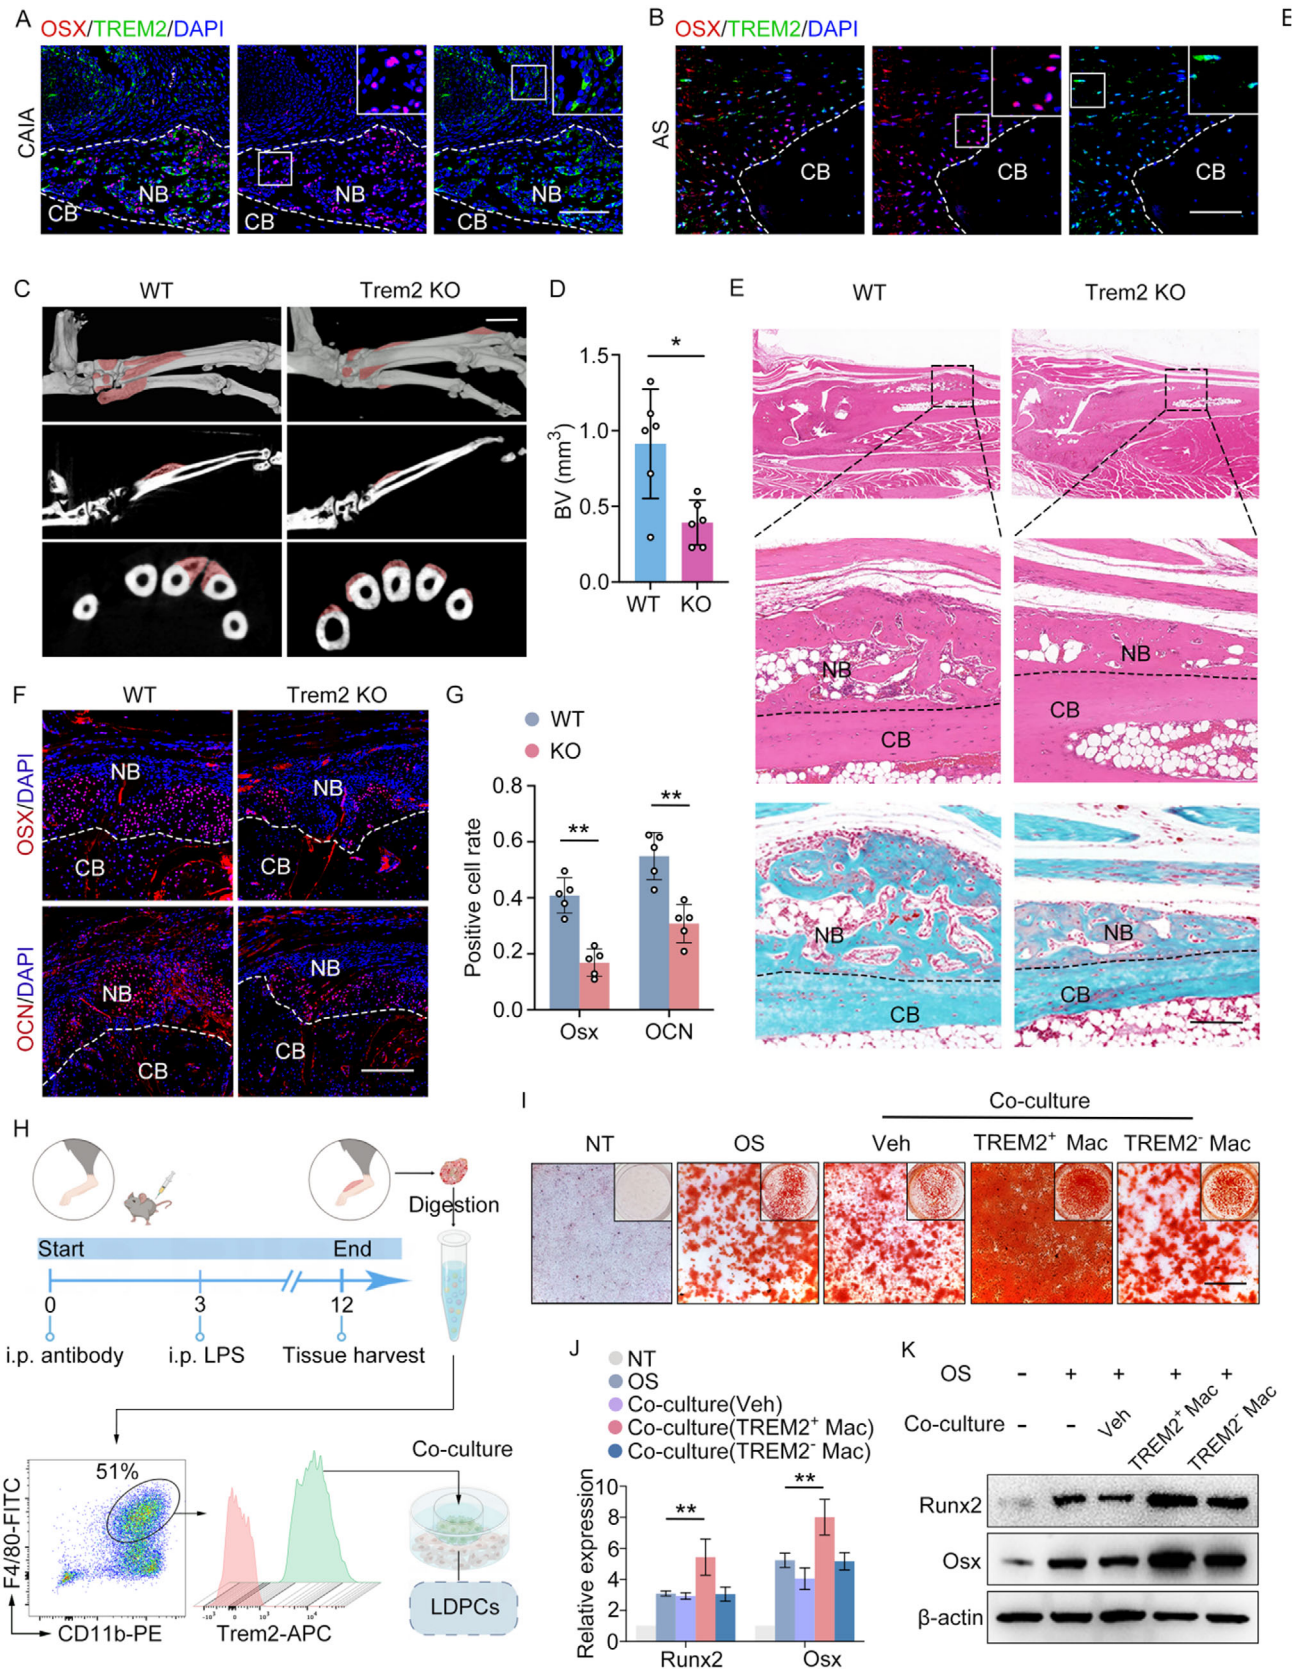 A
OSX/TREM2/DAPI
CAIA
CB
NB
CB
NB
CB
NB
B
OSX/TREM2/DAPI
AS
CB
CB
CB
E
C
WT
Trem2 KO
D
BV (mm³)
1.5
1.0
0.5
0.0
*
WT
KO
E
WT
Trem2 KO
NB
CB
NB
CB
NB
CB
NB
CB
F
WT
Trem2 KO
OSX/DAPI
NB
CB
NB
CB
OCN/DAPI
NB
CB
NB
CB
G
WT
KO
Positive cell rate
0.8
0.6
0.4
0.2
0.0
**
**
Osx
OCN
H
Digestion
Start
End
0
3
12
i.p. antibody
i.p. LPS
Tissue harvest
51%
F4/80-FITC
CD11b-PE
Trem2-APC
Co-culture
LDPCs
I
Co-culture
NT
OS
Veh
TREM2⁺ Mac
TREM2⁻ Mac
J
NT
OS
Co-culture(Veh)
Co-culture(TREM2⁺ Mac)
Co-culture(TREM2⁻ Mac)
Relative expression
10
8
6
4
2
0
**
**
Runx2
Osx
K
OS - + + + +
Co-culture - - Veh TREM2⁺ Mac TREM2⁻ Mac
Runx2
Osx
β-actin